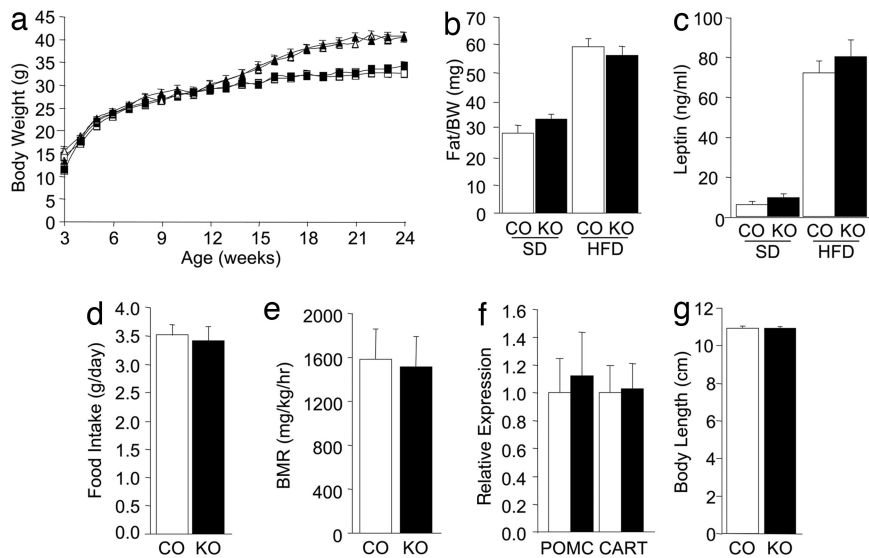 a
Body Weight (g)
45
40
35
30
25
20
15
10
5
0
3 6 9 12 15 18 21 24
Age (weeks)
b
Fat/BW (mg)
70
60
50
40
30
20
10
0
CO KO CO KO
SD HFD
c
Leptin (ng/ml)
100
80
60
40
20
0
CO KO CO KO
SD HFD
d
Food Intake (g/day)
4.0
3.5
3.0
2.5
2.0
1.5
1.0
0.5
0.0
CO KO
e
BMR (mg/kg/hr)
2000
1600
1200
800
400
0
CO KO
f
Relative Expression
1.6
1.4
1.2
1.0
0.8
0.6
0.4
0.2
0.0
POMC CART
g
Body Length (cm)
12
10
8
6
4
2
0
CO KO